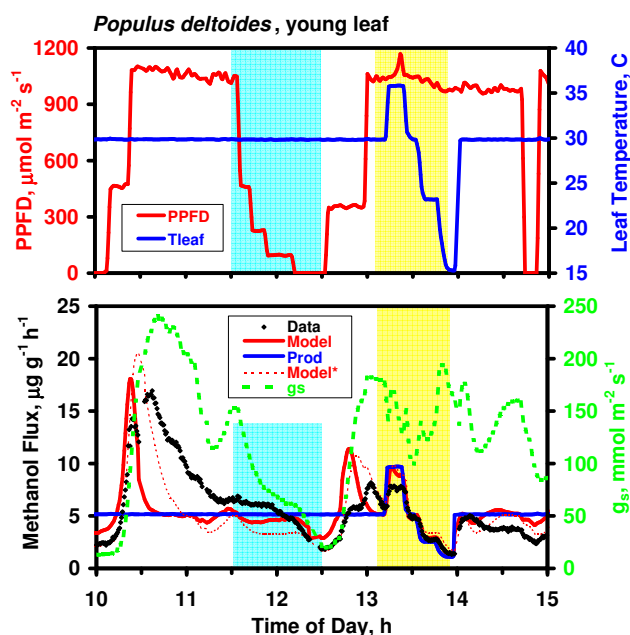 Populus deltoides, young leaf
1200
900
600
300
0
PPFD, μmol m-2 s-1
PPFD
Tleaf
40
35
30
25
20
15
Leaf Temperature, C
25
20
15
10
5
0
Methanol Flux, μg g-1 h-1
Data
Model
Prod
Model*
gs
250
200
150
100
50
0
gs, mmol m-2 s-1
10 11 12 13 14 15
Time of Day, h